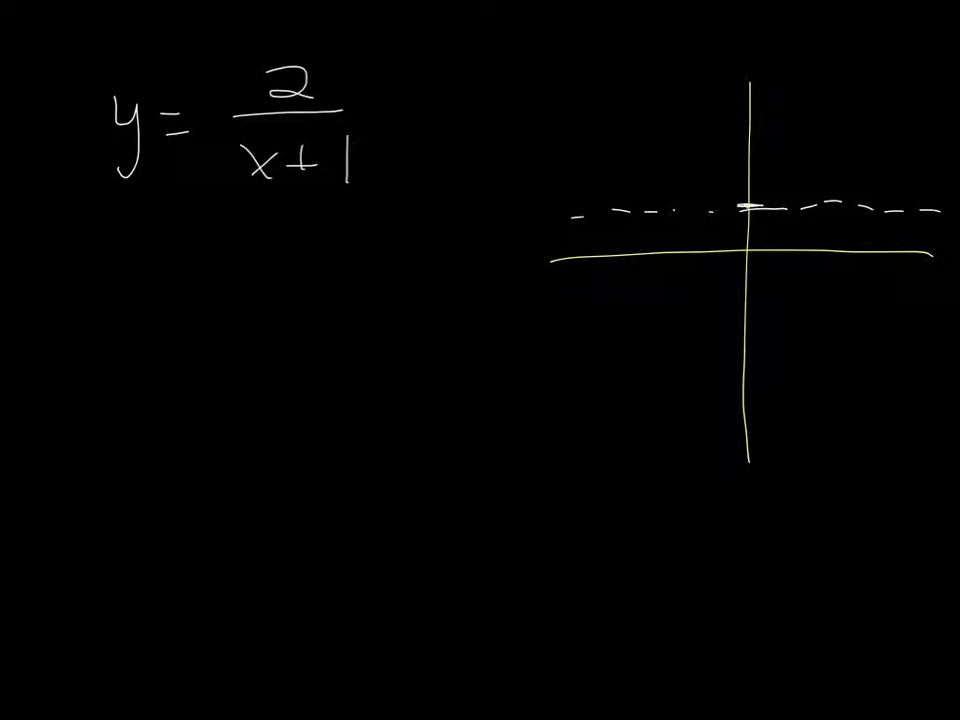 y = 2/(x+1)